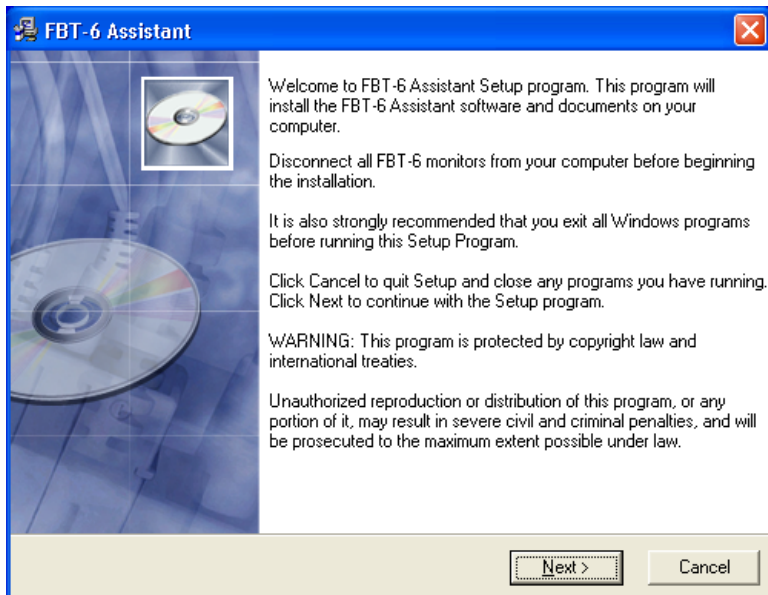 FBT-6 Assistant
Welcome to FBT-6 Assistant Setup program. This program will
install the FBT-6 Assistant software and documents on your
computer.
Disconnect all FBT-6 monitors from your computer before beginning
the installation.
It is also strongly recommended that you exit all Windows programs
before running this Setup Program.
Click Cancel to quit Setup and close any programs you have running.
Click Next to continue with the Setup program.
WARNING: This program is protected by copyright law and
international treaties.
Unauthorized reproduction or distribution of this program, or any
portion of it, may result in severe civil and criminal penalties, and will
be prosecuted to the maximum extent possible under law.
Next >
Cancel